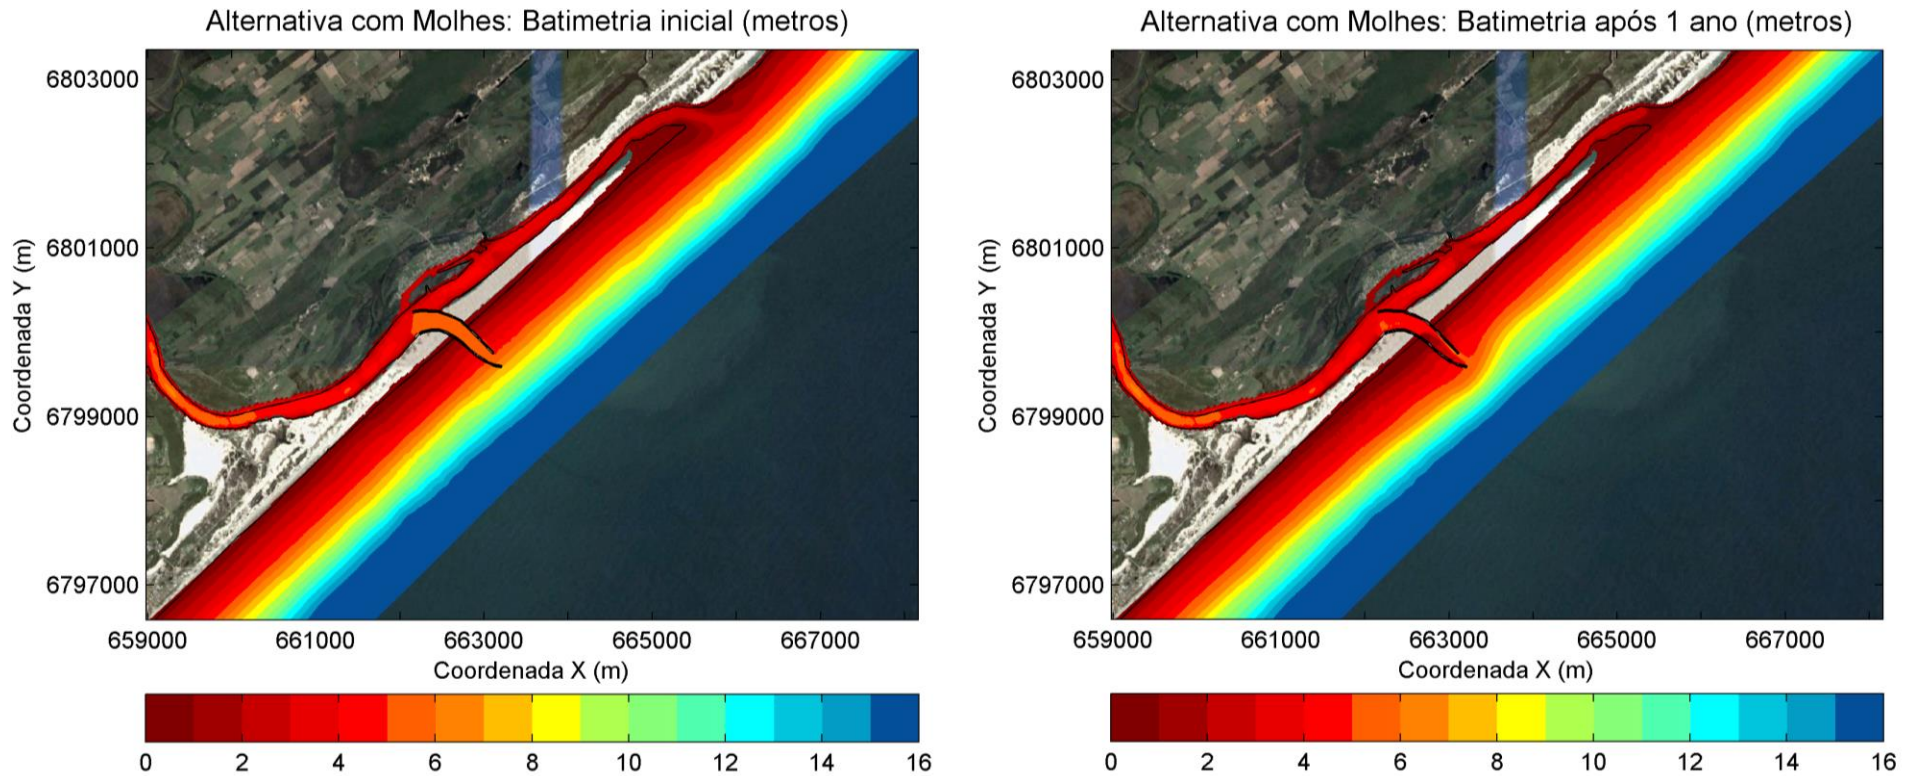 Alternativa com Molhes: Batimetria inicial (metros)
6803000
6801000
6799000
6797000
Coordenada Y (m)
659000 661000 663000 665000 667000
Coordenada X (m)
0 2 4 6 8 10 12 14 16
Alternativa com Molhes: Batimetria após 1 ano (metros)
6803000
6801000
6799000
6797000
Coordenada Y (m)
659000 661000 663000 665000 667000
Coordenada X (m)
0 2 4 6 8 10 12 14 16